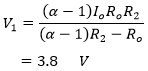 V₁ = (α − 1)IₒRₒR₂ / (α − 1)R₂ − Rₒ
= 3.8 V